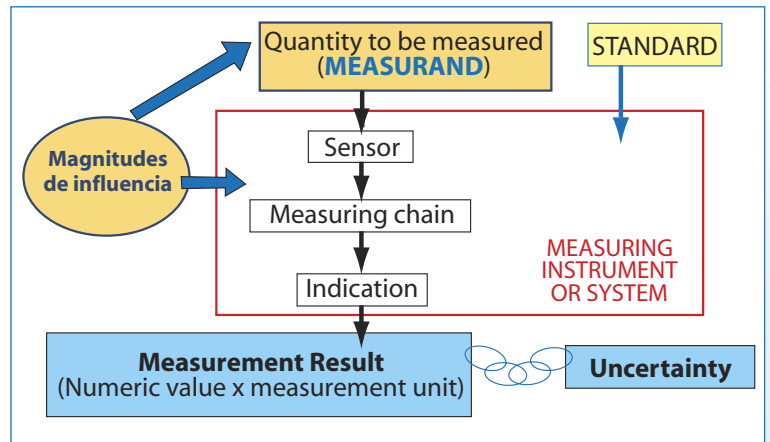 Quantity to be measured
(MEASURAND)
STANDARD
Magnitudes
de influencia
Sensor
Measuring chain
Indication
MEASURING
INSTRUMENT
OR SYSTEM
Measurement Result
(Numeric value x measurement unit)
Uncertainty